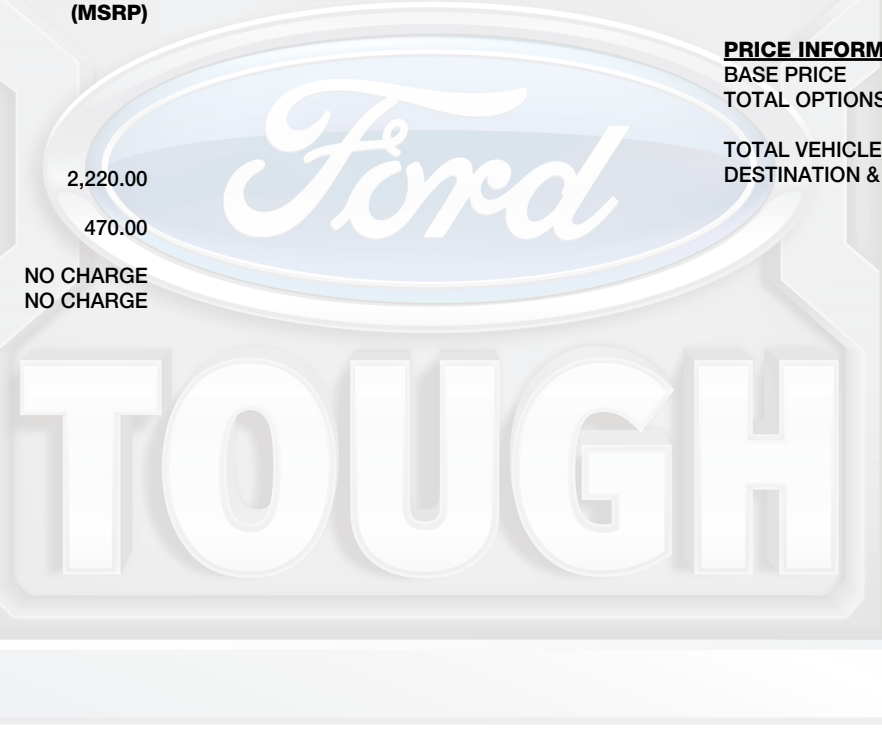 (MSRP)
2,220.00
470.00
NO CHARGE
NO CHARGE
PRICE INFORM
BASE PRICE
TOTAL OPTIONS
TOTAL VEHICLE
DESTINATION &
Ford
TOUGH